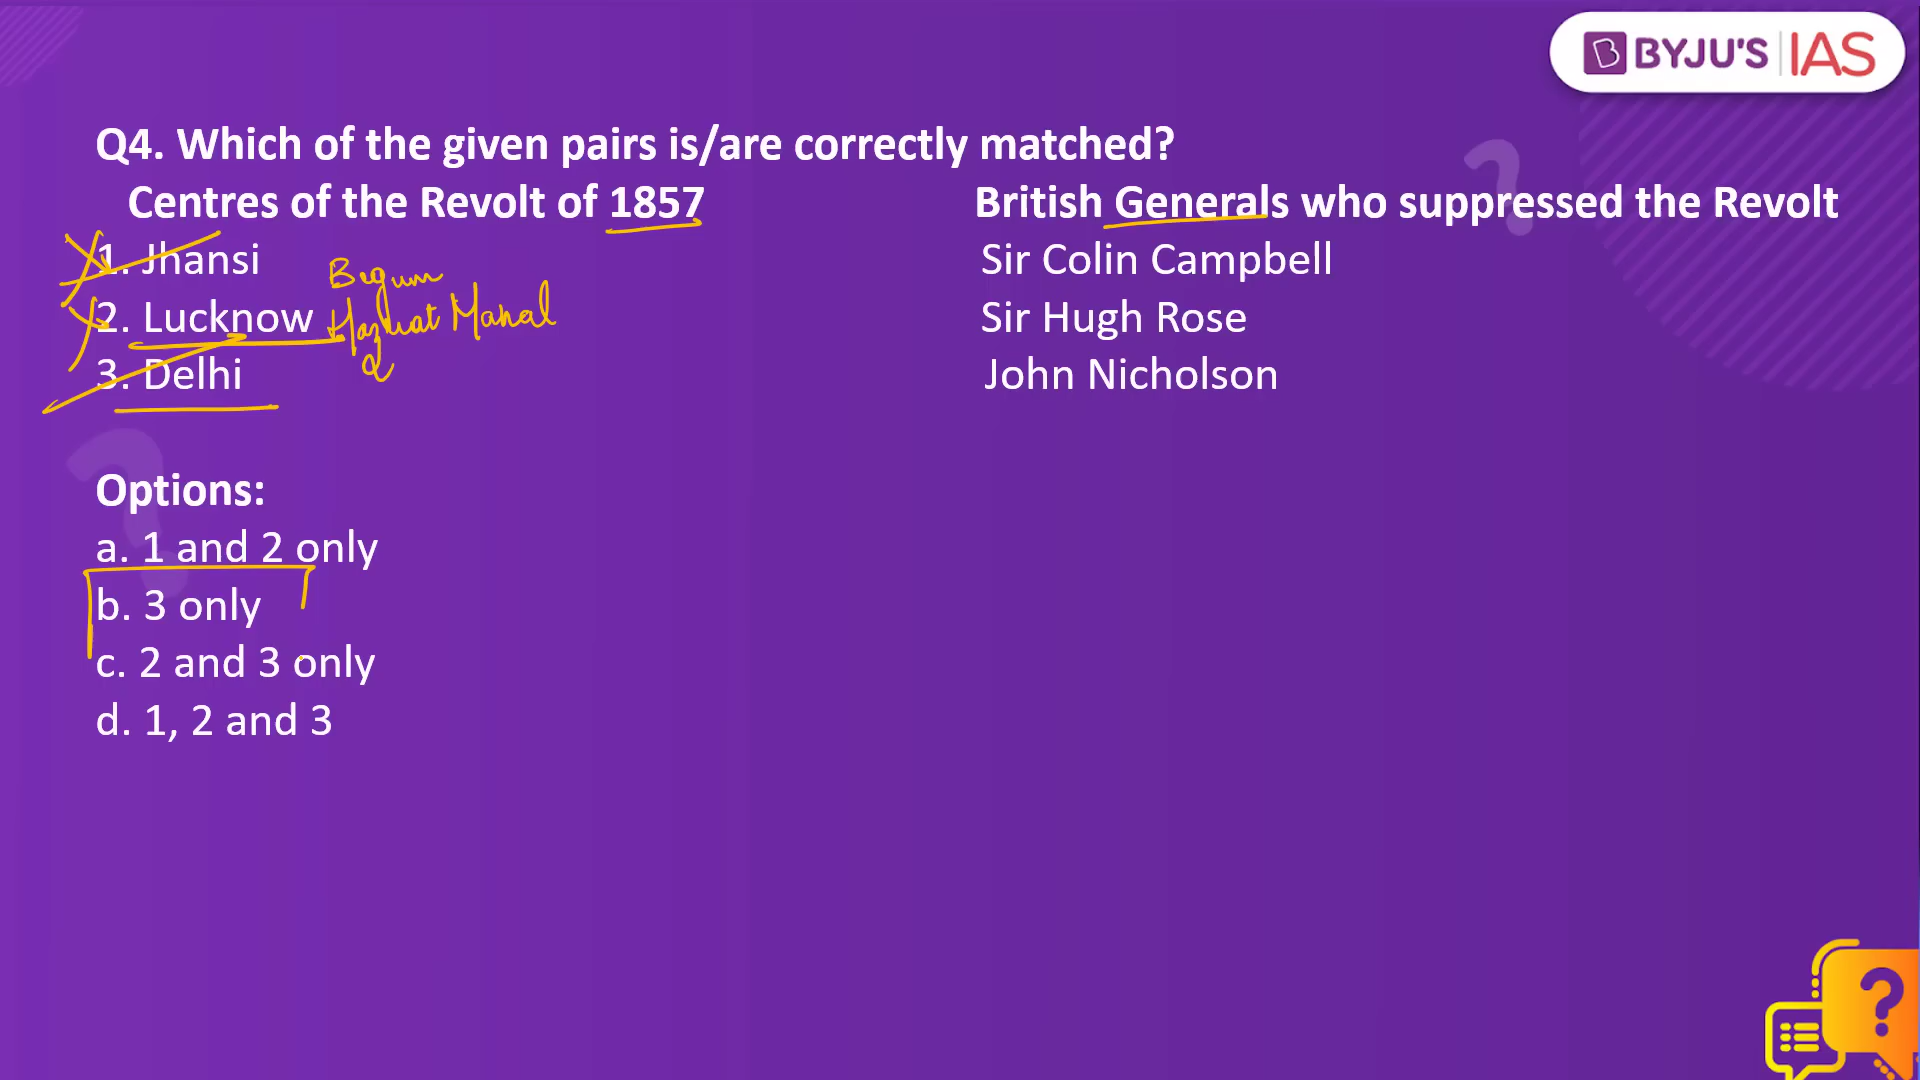 BYJU'S IAS
Q4. Which of the given pairs is/are correctly matched?
Centres of the Revolt of 1857 British Generals who suppressed the Revolt
1. Jhansi Sir Colin Campbell
Begum
2. Lucknow Hazrat Mahal Sir Hugh Rose
3. Delhi John Nicholson
Options:
a. 1 and 2 only
b. 3 only
c. 2 and 3 only
d. 1, 2 and 3